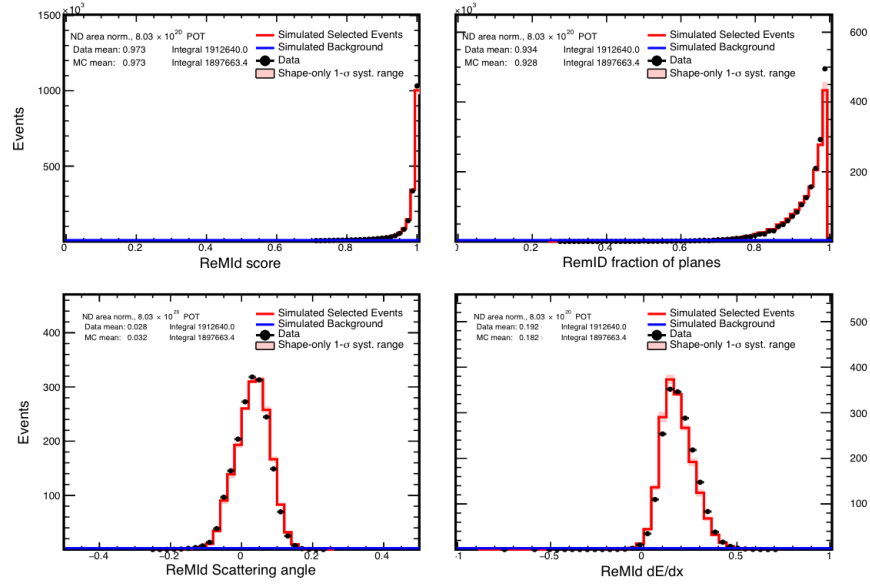 1500 ×10³
ND area norm., 8.03 × 10²⁰ POT
Data mean: 0.973 Integral 1912640.0
MC mean: 0.973 Integral 1897663.4
Simulated Selected Events
Simulated Background
Data
Shape-only 1-σ syst. range
1000
500
Events
0 0.2 0.4 0.6 0.8 1
ReMId score
×10³
ND area norm., 8.03 × 10²⁰ POT
Data mean: 0.934 Integral 1912640.0
MC mean: 0.928 Integral 1897663.4
Simulated Selected Events
Simulated Background
Data
Shape-only 1-σ syst. range
600
400
200
0 0.2 0.4 0.6 0.8 1
RemID fraction of planes
ND area norm., 8.03 × 10²⁰ POT
Data mean: 0.028 Integral 1912640.0
MC mean: 0.032 Integral 1897663.4
Simulated Selected Events
Simulated Background
Data
Shape-only 1-σ syst. range
400
300
200
100
Events
−0.4 −0.2 0 0.2 0.4
ReMId Scattering angle
ND area norm., 8.03 × 10²⁰ POT
Data mean: 0.192 Integral 1912640.0
MC mean: 0.182 Integral 1897663.4
Simulated Selected Events
Simulated Background
Data
Shape-only 1-σ syst. range
500
400
300
200
100
−1 −0.5 0 0.5 1
ReMId dE/dx